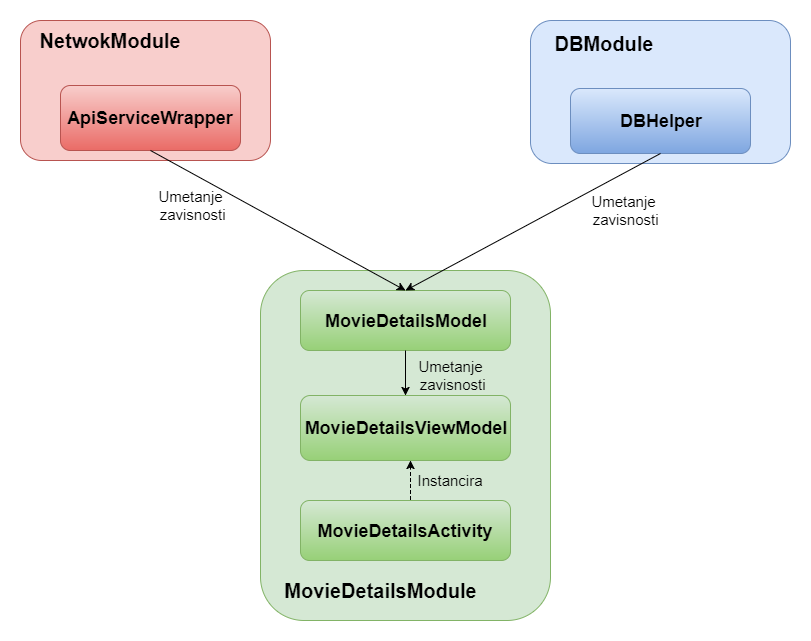 NetwokModule
DBModule
ApiServiceWrapper
DBHelper
Umetanje
zavisnosti
Umetanje
zavisnosti
MovieDetailsModel
Umetanje
zavisnosti
MovieDetailsViewModel
Instancira
MovieDetailsActivity
MovieDetailsModule